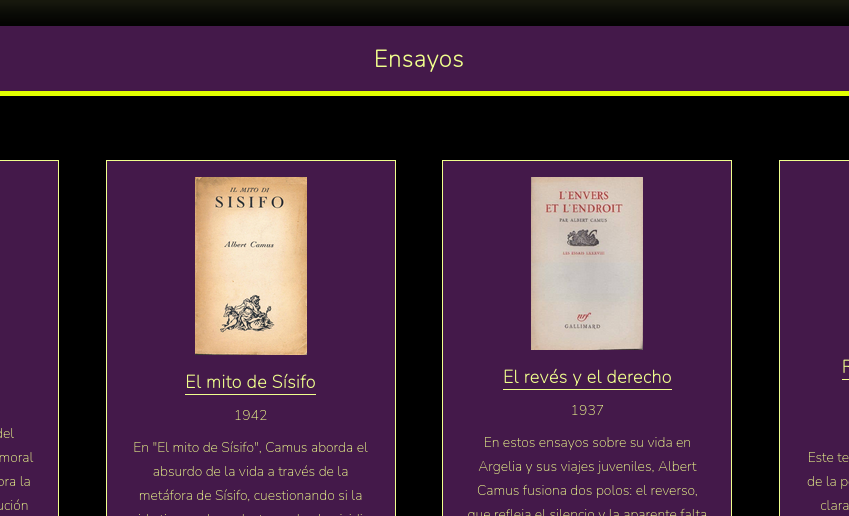 Ensayos
del
moral
ora la
ución
IL MITO DI
SISIFO
Albert Camus
El mito de Sísifo
1942
En "El mito de Sísifo", Camus aborda el
absurdo de la vida a través de la
metáfora de Sísifo, cuestionando si la
L'ENVERS
ET L'ENDROIT
PAR ALBERT CAMUS
LES ESSAIS
nrf
GALLIMARD
El revés y el derecho
1937
En estos ensayos sobre su vida en
Argelia y sus viajes juveniles, Albert
Camus fusiona dos polos: el reverso,
que refleja el silencio y la aparente falta
Este te
de la p
clara